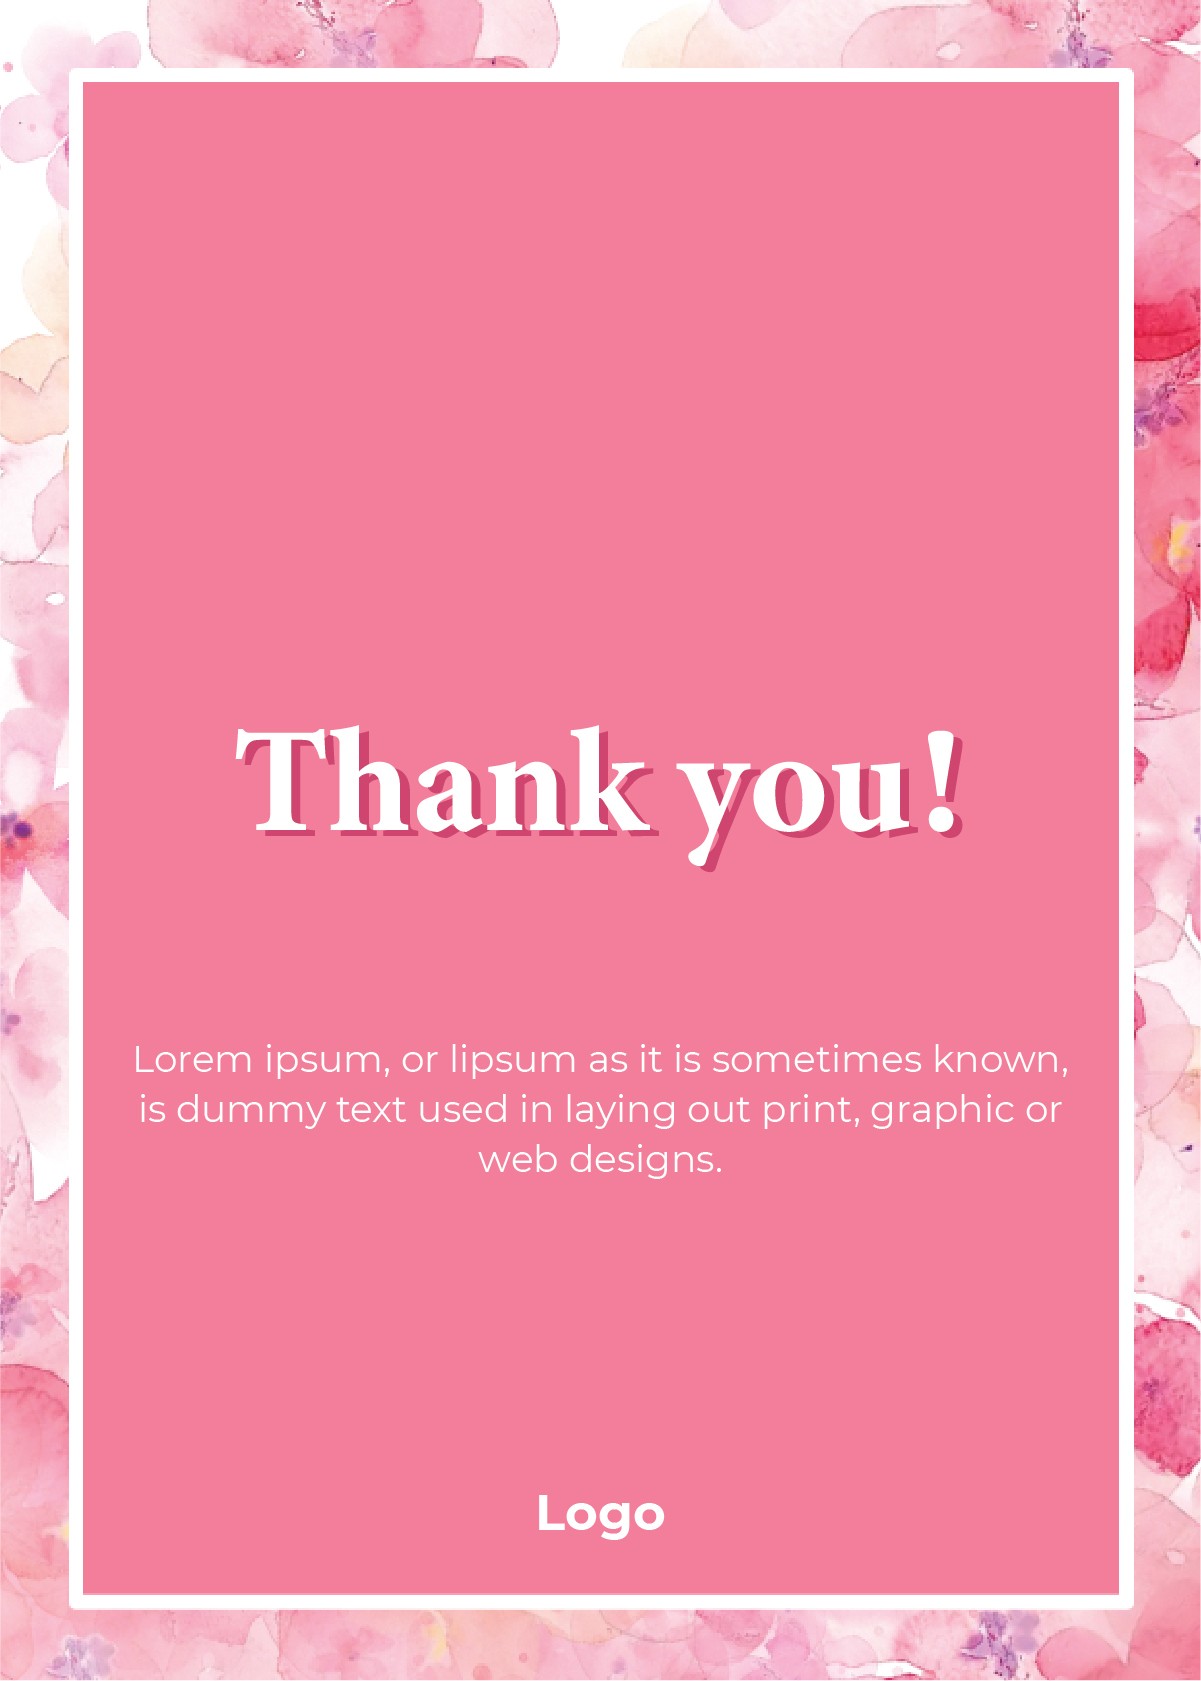 Thank you!
Lorem ipsum, or lipsum as it is sometimes known,
is dummy text used in laying out print, graphic or
web designs.
Logo